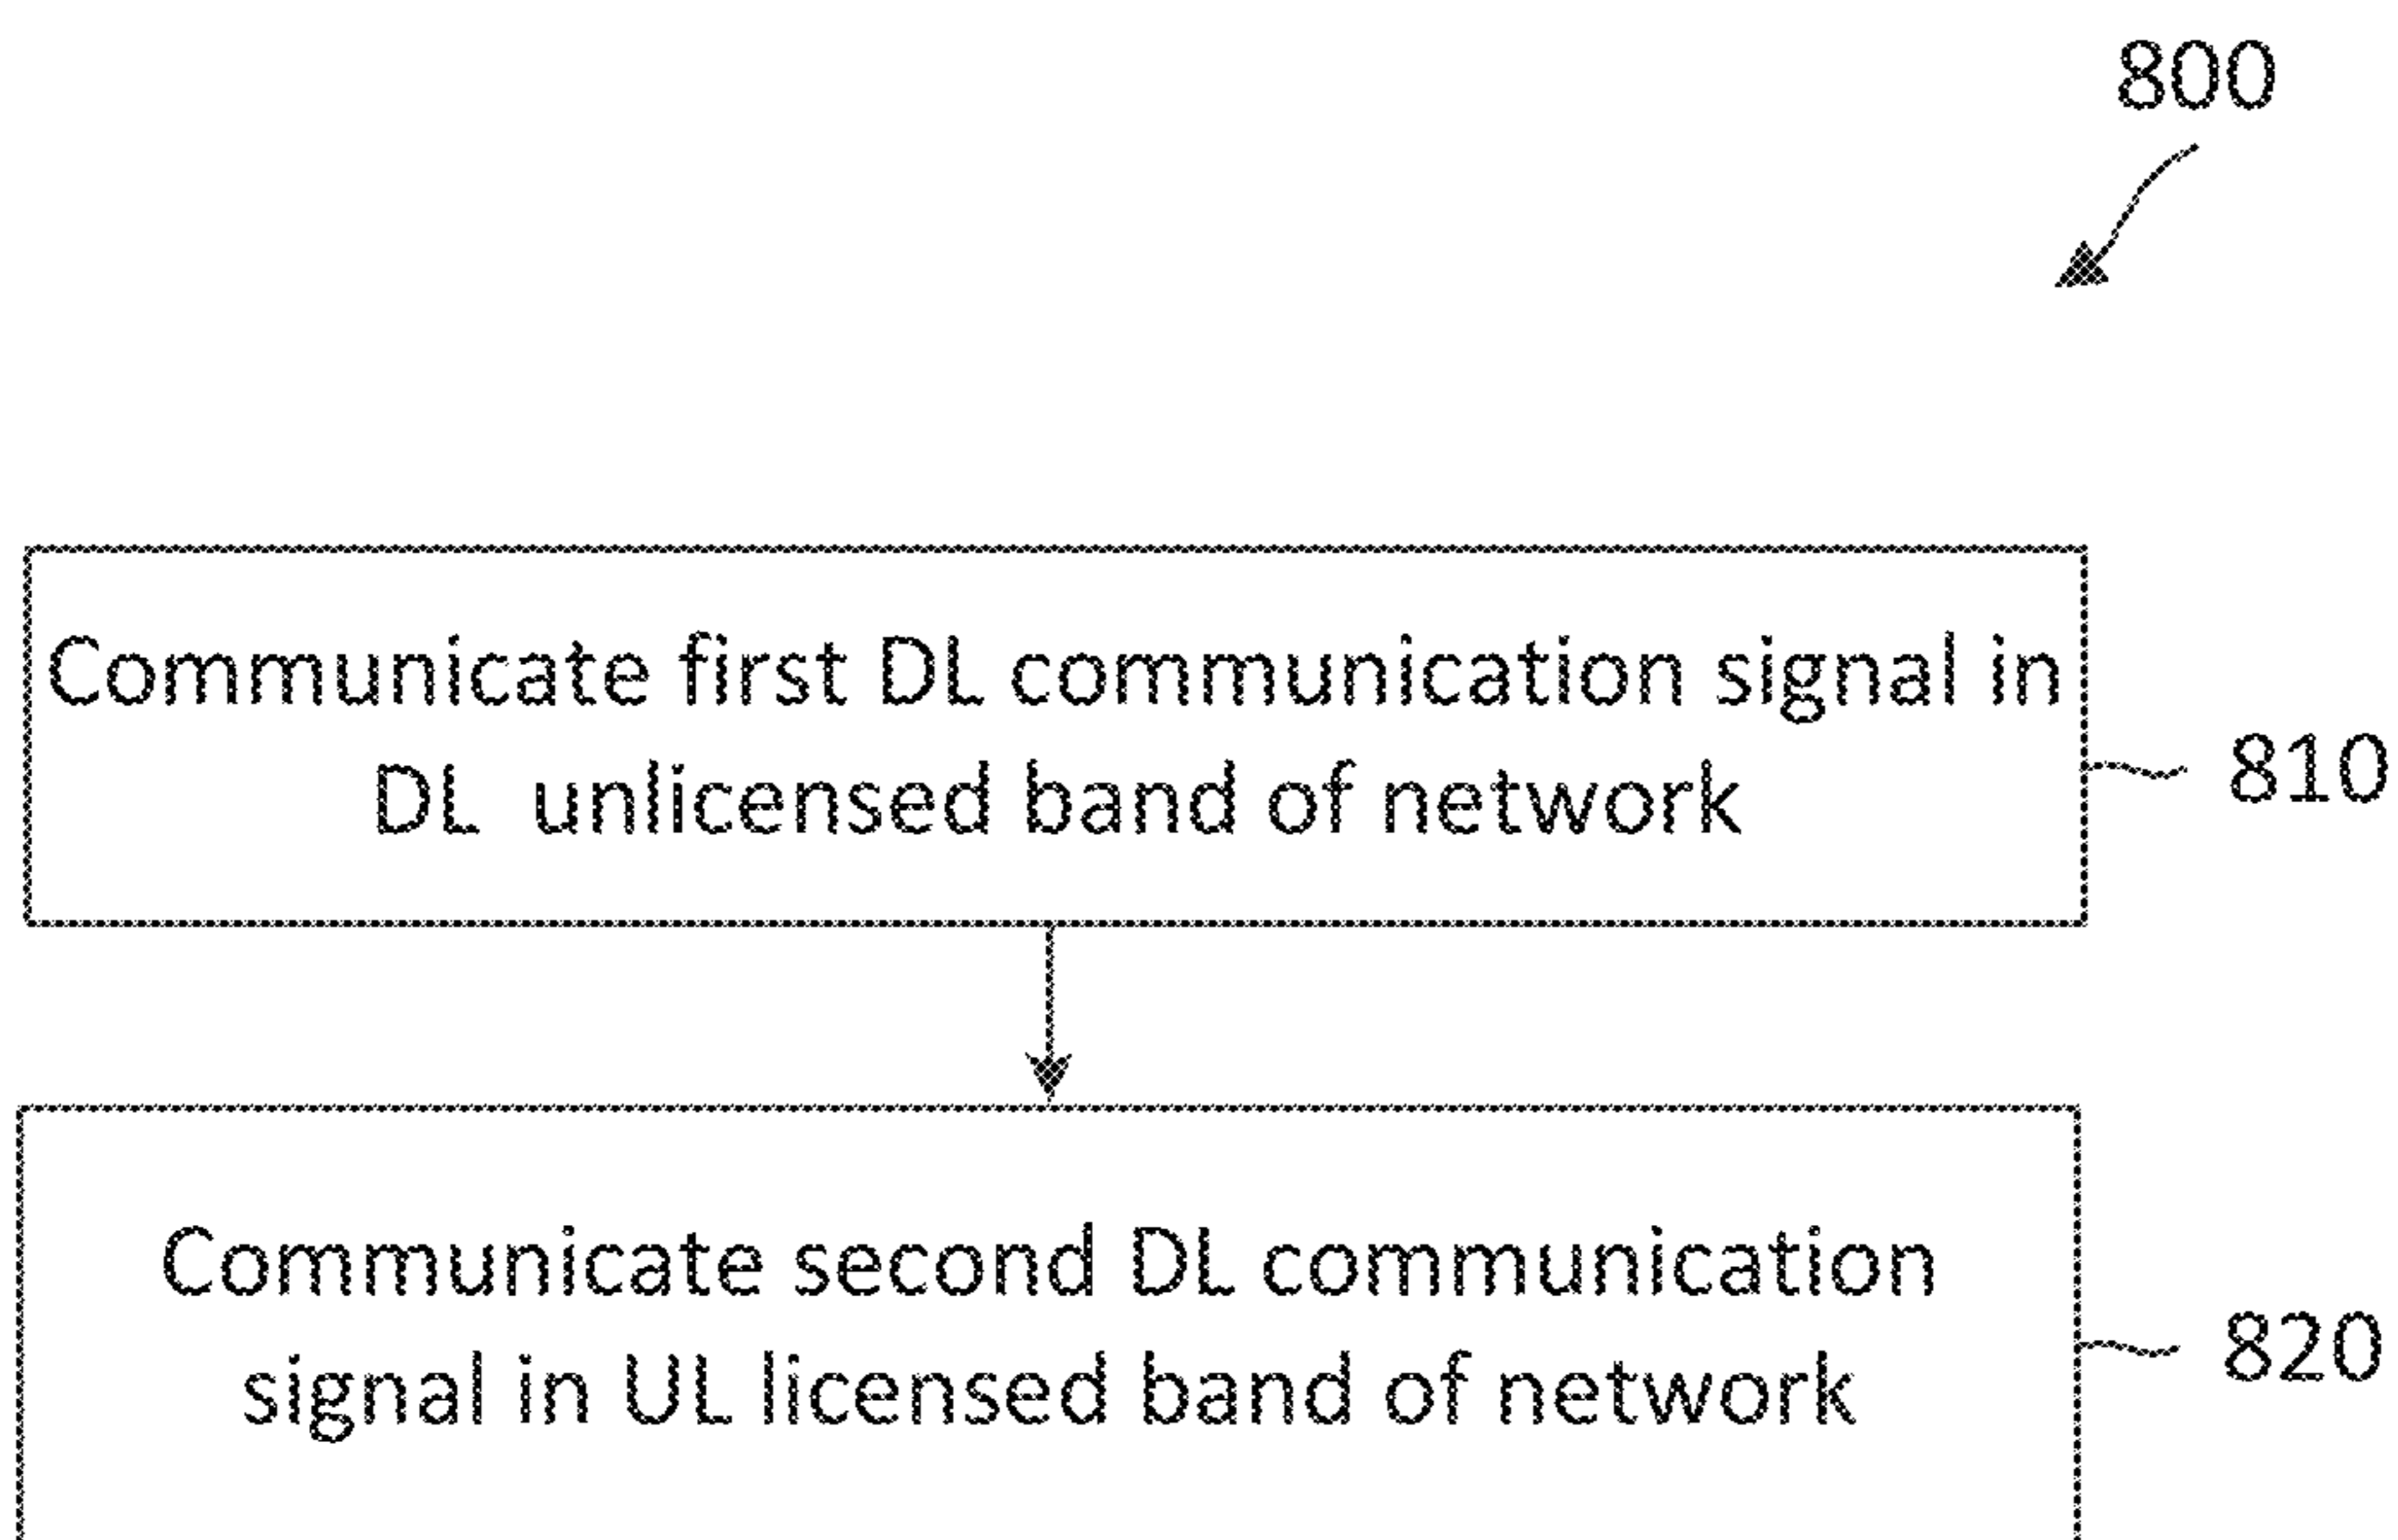 800
Communicate first DL communication signal in
DL unlicensed band of network
810
Communicate second DL communication
signal in UL licensed band of network
820